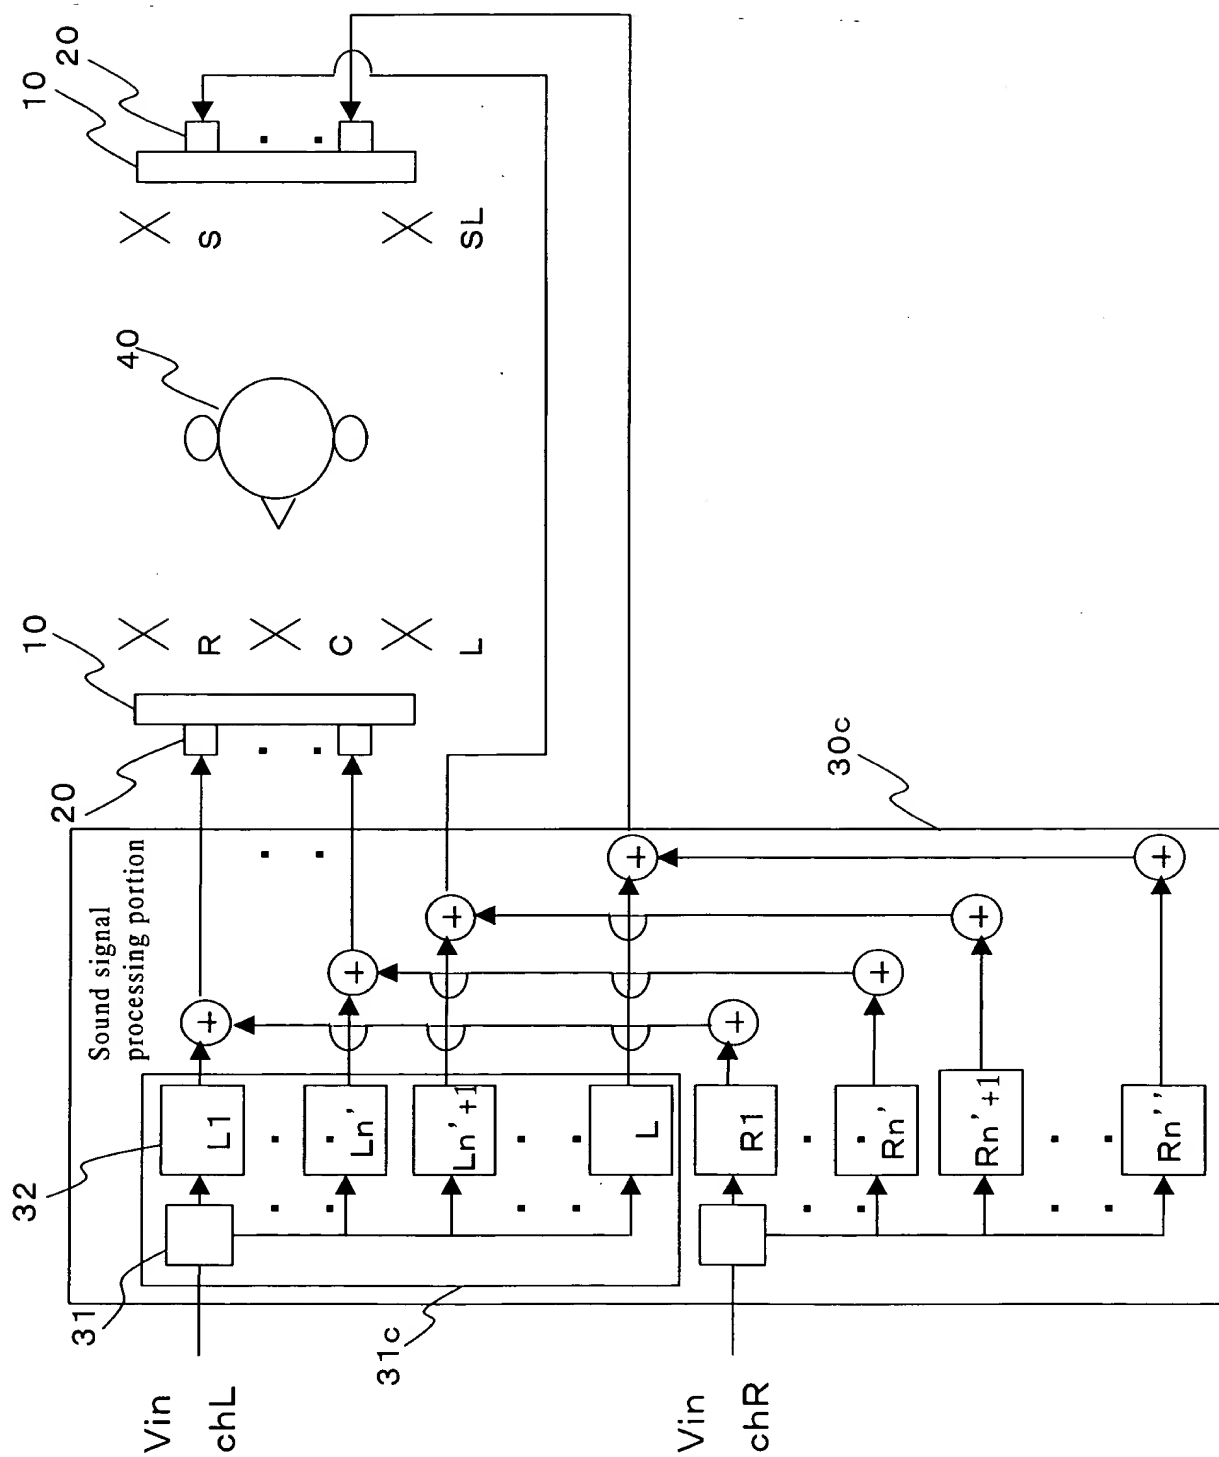 Vin
chL
Vin
chR
31
32
31c
Sound signal
processing portion
L1
Ln'
Ln'+1
L
R1
Rn'
Rn'+1
Rn''
+
+
+
+
+
+
+
+
30c
20
10
R
C
L
40
S
SL
10
20